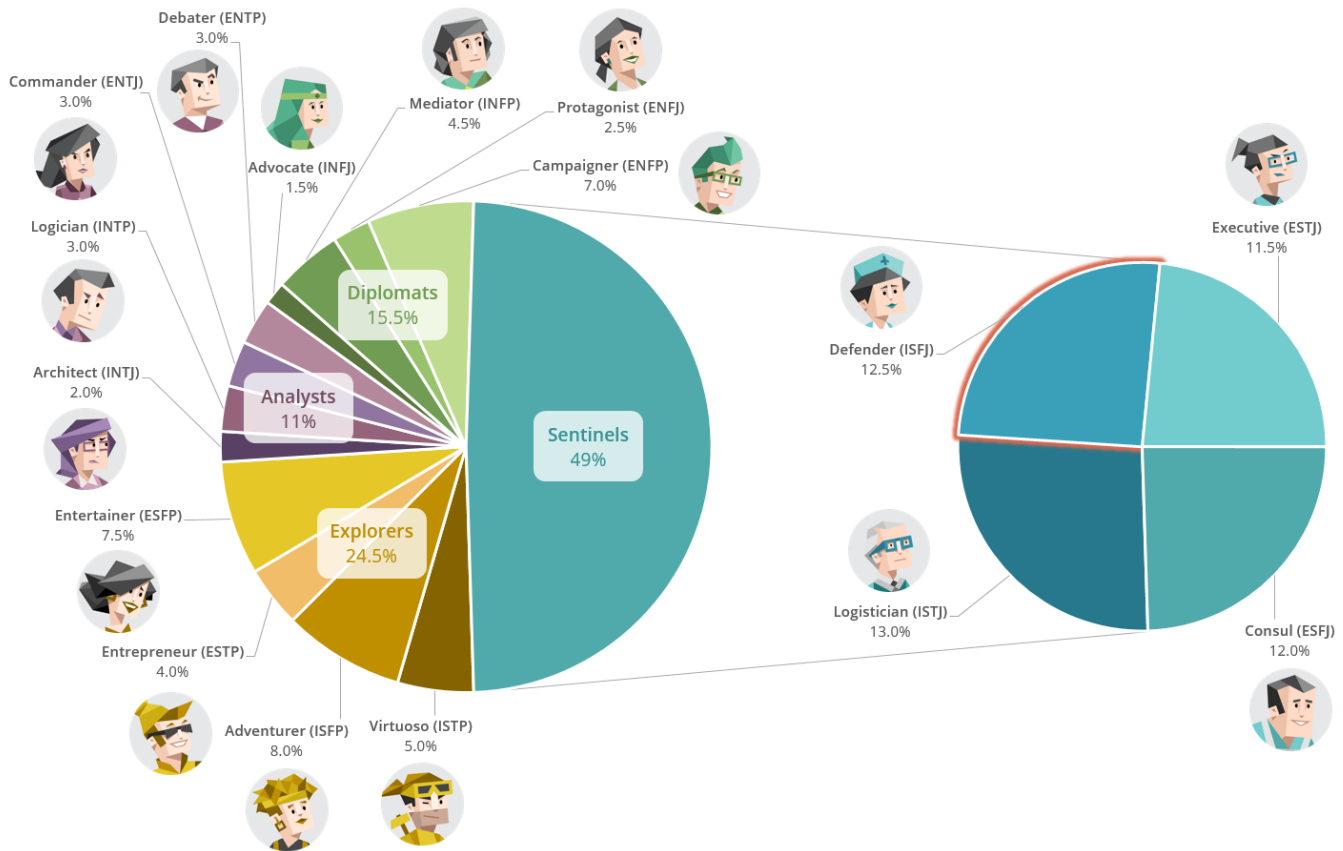 Debater (ENTP)
3.0%
Commander (ENTJ)
3.0%
Advocate (INFJ)
1.5%
Mediator (INFP)
4.5%
Protagonist (ENFJ)
2.5%
Campaigner (ENFP)
7.0%
Logician (INTP)
3.0%
Architect (INTJ)
2.0%
Entertainer (ESFP)
7.5%
Entrepreneur (ESTP)
4.0%
Adventurer (ISFP)
8.0%
Virtuoso (ISTP)
5.0%
Diplomats
15.5%
Analysts
11%
Explorers
24.5%
Sentinels
49%
Executive (ESTJ)
11.5%
Defender (ISFJ)
12.5%
Logistician (ISTJ)
13.0%
Consul (ESFJ)
12.0%